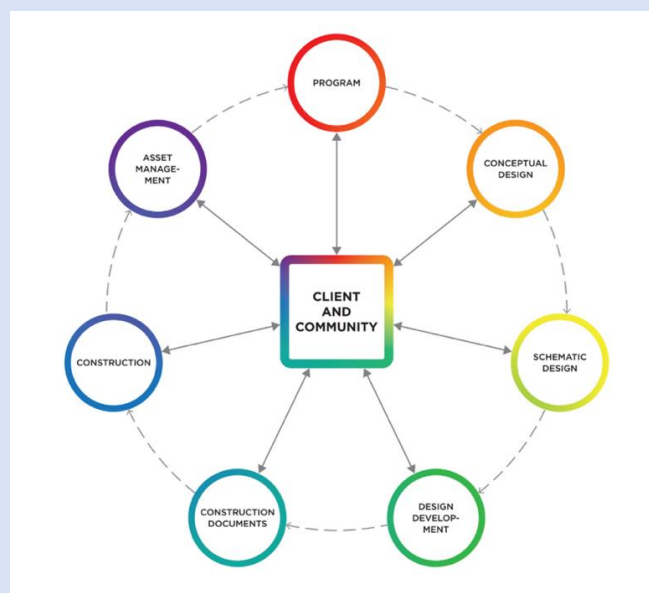 PROGRAM
CONCEPTUAL
DESIGN
SCHEMATIC
DESIGN
DESIGN
DEVELOP-
MENT
CONSTRUCTION
DOCUMENTS
CONSTRUCTION
ASSET
MANAGE-
MENT
CLIENT
AND
COMMUNITY